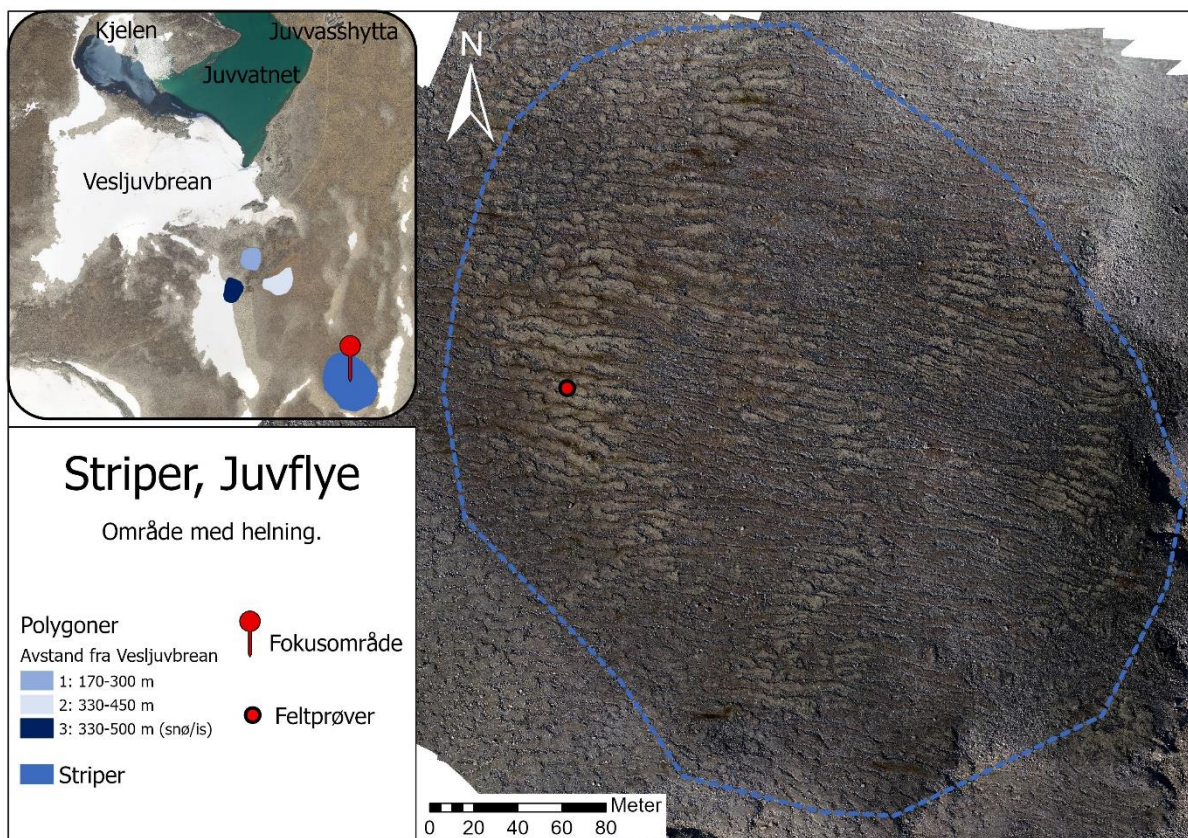 Kjelen
Juvvasshytta
Juvvatnet
Vesljuvbrean
N
Striper, Juvflye
Område med helning.
Polygoner
Avstand fra Vesljuvbrean
1: 170-300 m
2: 330-450 m
3: 330-500 m (snø/is)
Striper
Fokusområde
Feltprøver
Meter
0 20 40 60 80